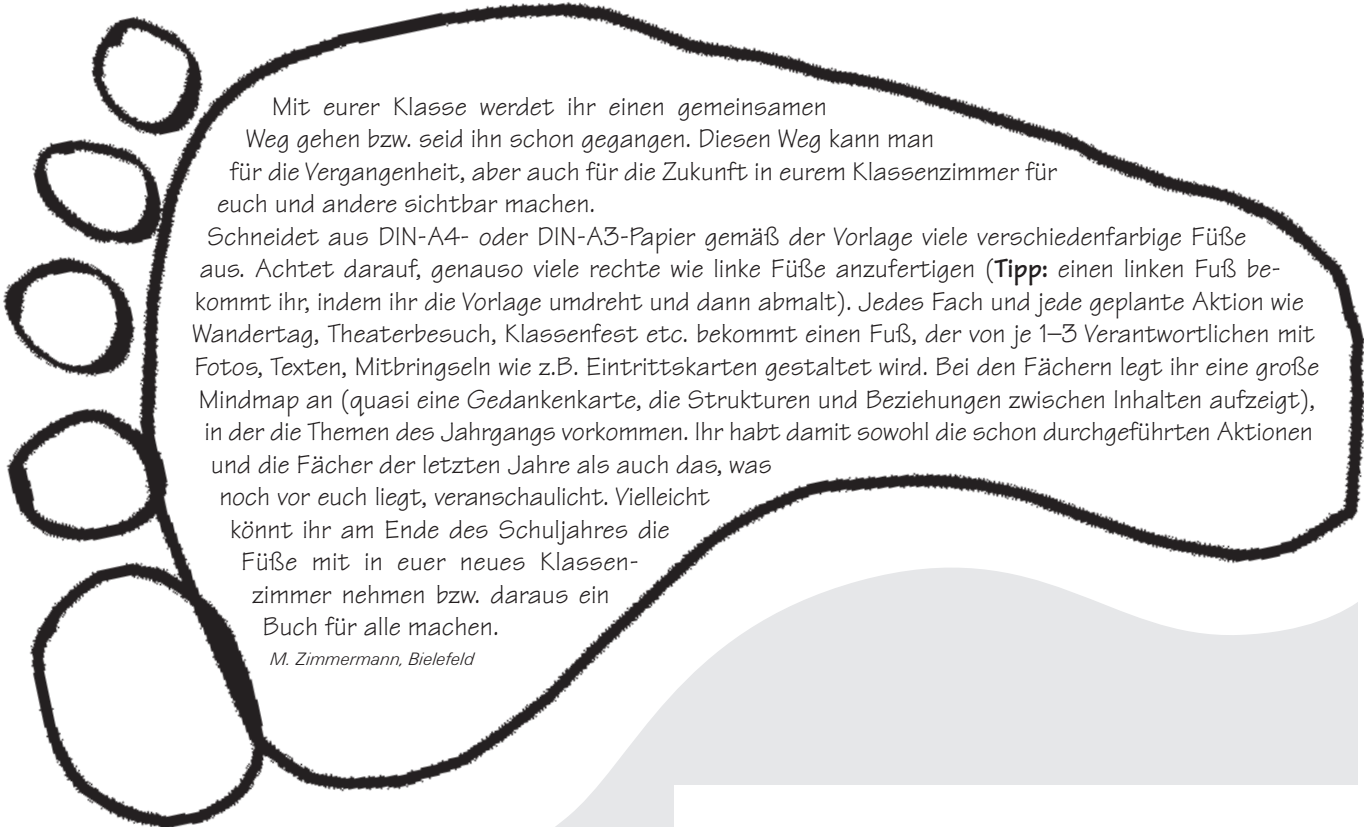 Mit eurer Klasse werdet ihr einen gemeinsamen
Weg gehen bzw. seid ihn schon gegangen. Diesen Weg kann man
für die Vergangenheit, aber auch für die Zukunft in eurem Klassenzimmer für
euch und andere sichtbar machen.
Schneidet aus DIN-A4- oder DIN-A3-Papier gemäß der Vorlage viele verschiedenfarbige Füße
aus. Achtet darauf, genauso viele rechte wie linke Füße anzufertigen (Tipp: einen linken Fuß be-
kommt ihr, indem ihr die Vorlage umdreht und dann abmalt). Jedes Fach und jede geplante Aktion wie
Wandertag, Theaterbesuch, Klassenfest etc. bekommt einen Fuß, der von je 1–3 Verantwortlichen mit
Fotos, Texten, Mitbringseln wie z.B. Eintrittskarten gestaltet wird. Bei den Fächern legt ihr eine große
Mindmap an (quasi eine Gedankenkarte, die Strukturen und Beziehungen zwischen Inhalten aufzeigt),
in der die Themen des Jahrgangs vorkommen. Ihr habt damit sowohl die schon durchgeführten Aktionen
und die Fächer der letzten Jahre als auch das, was
noch vor euch liegt, veranschaulicht. Vielleicht
könnt ihr am Ende des Schuljahres die
Füße mit in euer neues Klassen-
zimmer nehmen bzw. daraus ein
Buch für alle machen.
M. Zimmermann, Bielefeld